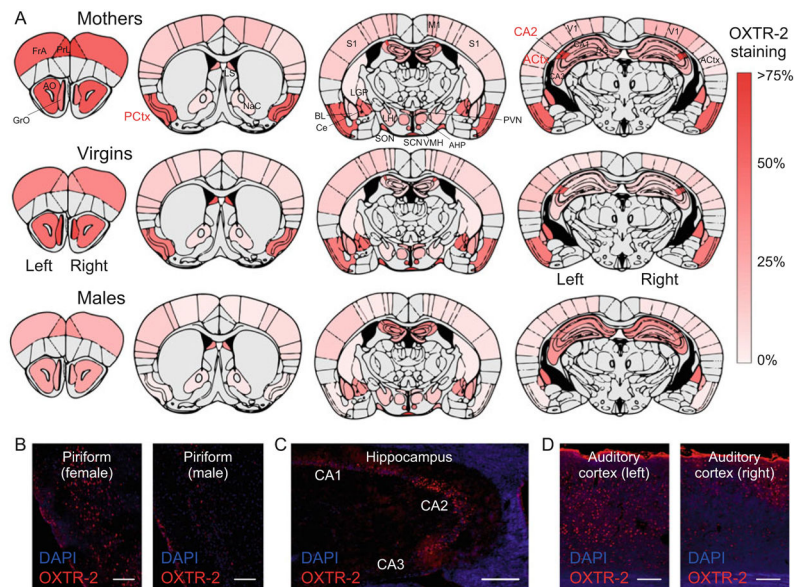 A
Mothers
FrA
PrL
AO
GrO
PCtx
LS
NaC
M1
S1
S1
LGP
BL
Ce
LH
PVN
SON
SCN
VMH
AHP
CA2
V1
V1
ACtx
CA1
CA3
ACtx
OXTR-2
staining
>75%
50%
25%
0%
Virgins
Left
Right
Left
Right
Males
B
Piriform
(female)
DAPI
OXTR-2
Piriform
(male)
DAPI
OXTR-2
C
Hippocampus
CA1
CA2
CA3
DAPI
OXTR-2
D
Auditory
cortex (left)
DAPI
OXTR-2
Auditory
cortex (right)
DAPI
OXTR-2